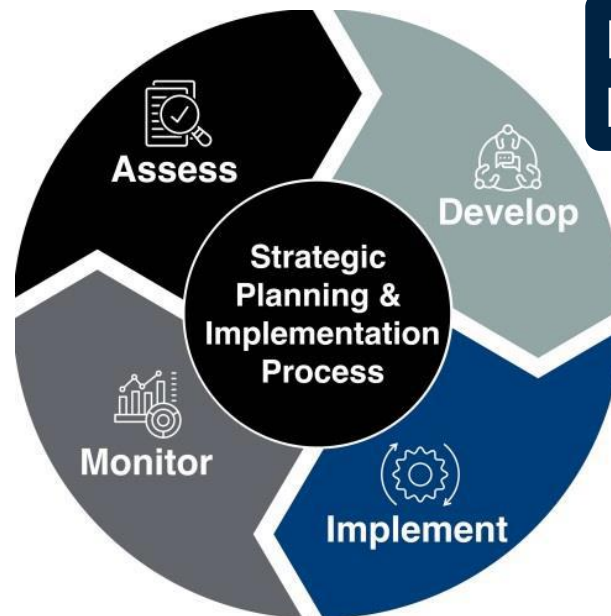 Assess
Develop
Strategic
Planning &
Implementation
Process
Monitor
Implement